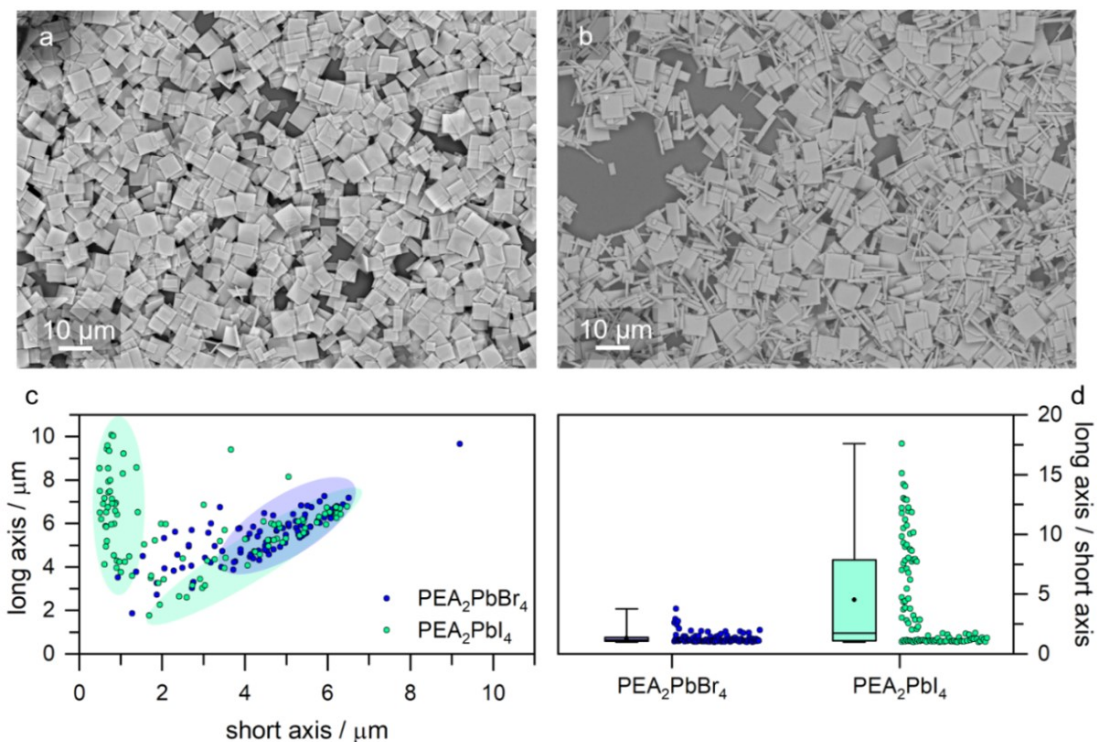 a
b
10 μm
10 μm
c
d
long axis / μm
10
8
6
4
2
0
PEA₂PbBr₄
PEA₂PbI₄
0 2 4 6 8 10
short axis / μm
20
15
10
5
0
long axis / short axis
PEA₂PbBr₄ PEA₂PbI₄